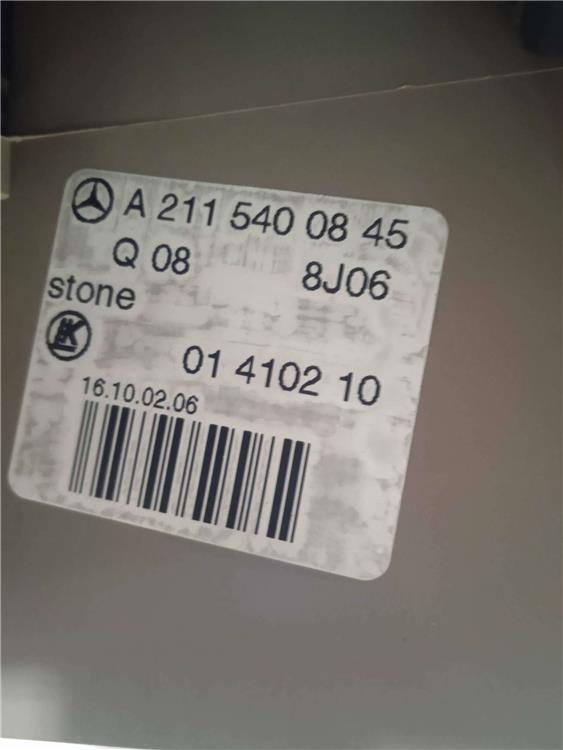 A 211 540 08 45
Q 08 8J06
stone
K
01 4102 10
16.10.02.06